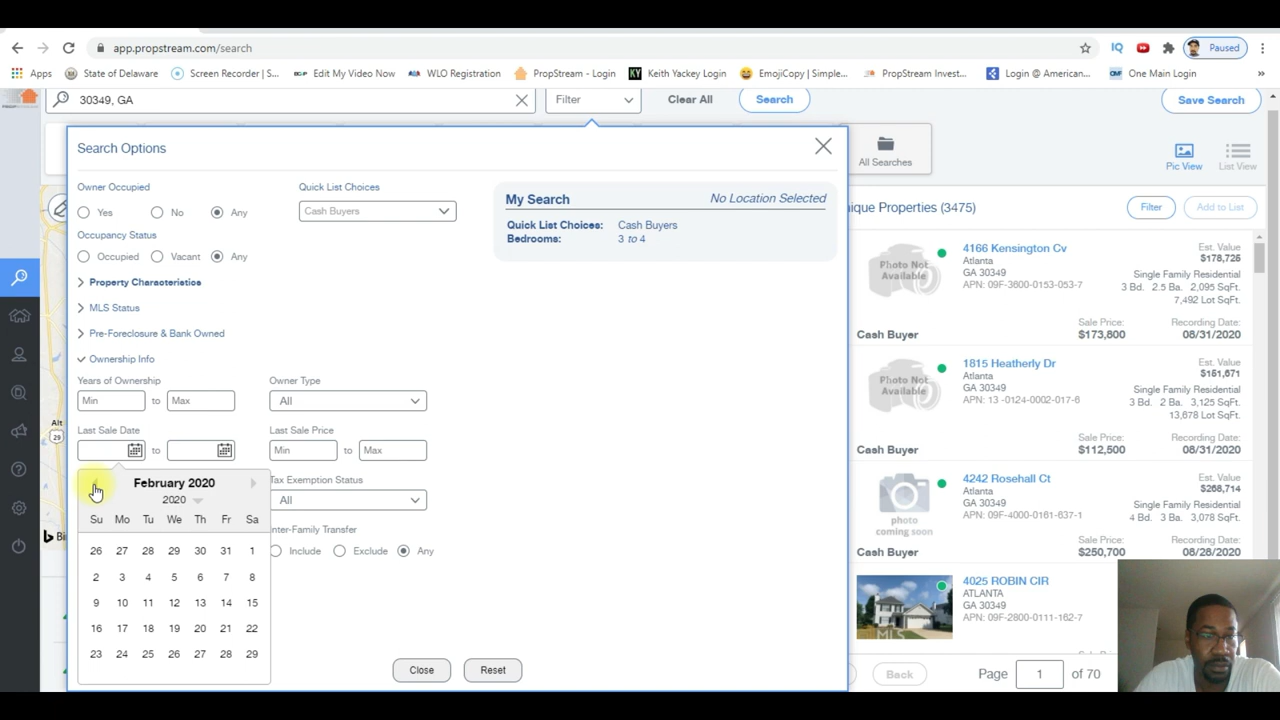 app.propstream.com/search
Paused
Apps
State of Delaware
Screen Recorder | S...
Edit My Video Now
WLO Registration
PropStream - Login
KY
Keith Yackey Login
EmojiCopy | Simple...
PropStream Invest...
Login @ American...
One Main Login
30349, GA
Filter
Clear All
Search
Save Search
Search Options
All Searches
Pic View
List View
Owner Occupied
Yes
No
Any
Quick List Choices
Cash Buyers
Occupancy Status
Occupied
Vacant
Any
My Search
No Location Selected
Quick List Choices: Cash Buyers
Bedrooms: 3 to 4
Property Characteristics
MLS Status
Pre-Foreclosure & Bank Owned
Ownership Info
Years of Ownership
Min
to
Max
Owner Type
All
Last Sale Date
to
Last Sale Price
Min
to
Max
February 2020
2020
Su Mo Tu We Th Fr Sa
26 27 28 29 30 31 1
2 3 4 5 6 7 8
9 10 11 12 13 14 15
16 17 18 19 20 21 22
23 24 25 26 27 28 29
Tax Exemption Status
All
Inter-Family Transfer
Include
Exclude
Any
Close
Reset
Alt
29
nique Properties (3475)
Filter
Add to List
Photo Not
Available
4166 Kensington Cv
Atlanta
GA 30349
APN: 09F-3600-0153-053-7
Est. Value
$178,725
Single Family Residential
3 Bd. 2.5 Ba. 2,095 SqFt.
7,492 Lot SqFt.
Cash Buyer
Sale Price:
$173,800
Recording Date:
08/31/2020
Photo Not
Available
1815 Heatherly Dr
Atlanta
GA 30349
APN: 13 -0124-0002-017-6
Est. Value
$151,671
Single Family Residential
3 Bd. 2 Ba. 3,125 SqFt.
13,678 Lot SqFt.
Cash Buyer
Sale Price:
$112,500
Recording Date:
08/31/2020
photo
coming soon
4242 Rosehall Ct
Atlanta
GA 30349
APN: 09F-4000-0161-637-1
Est. Value
$268,714
Single Family Residential
4 Bd. 3 Ba. 3,078 SqFt.
Cash Buyer
Sale Price:
$250,700
Recording Date:
08/28/2020
4025 ROBIN CIR
ATLANTA
GA 30349
APN: 09F-2800-0111-162-7
Back
Page 1 of 70